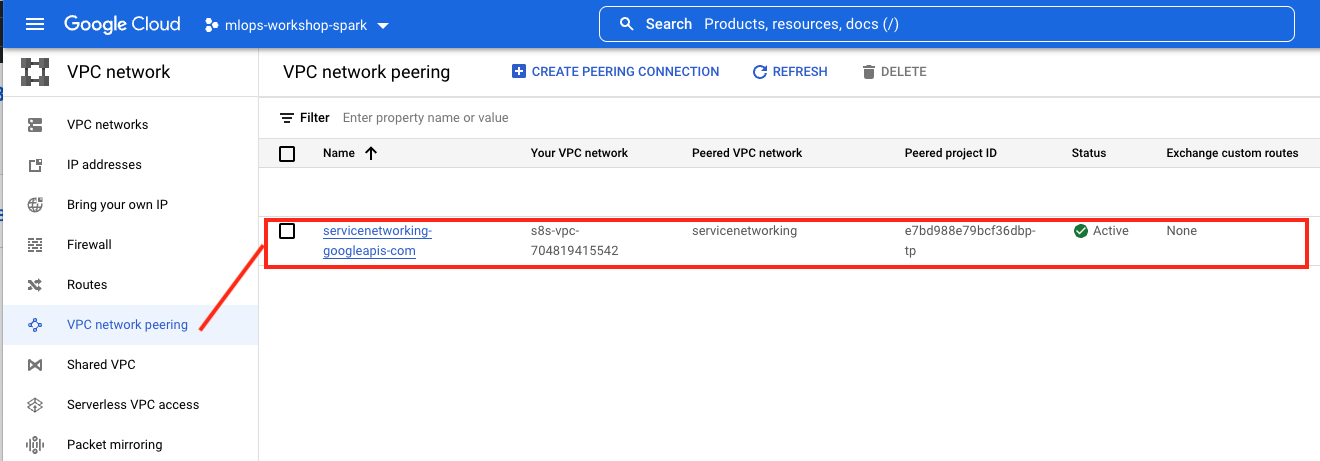 Google Cloud
mlops-workshop-spark
Search Products, resources, docs (/)
VPC network
VPC network peering
CREATE PEERING CONNECTION
REFRESH
DELETE
VPC networks
IP addresses
Bring your own IP
Firewall
Routes
VPC network peering
Shared VPC
Serverless VPC access
Packet mirroring
Filter Enter property name or value
Name Your VPC network Peered VPC network Peered project ID Status Exchange custom routes
servicenetworking- s8s-vpc- servicenetworking e7bd988e79bcf36dbp- Active None
googleapis-com 704819415542 tp